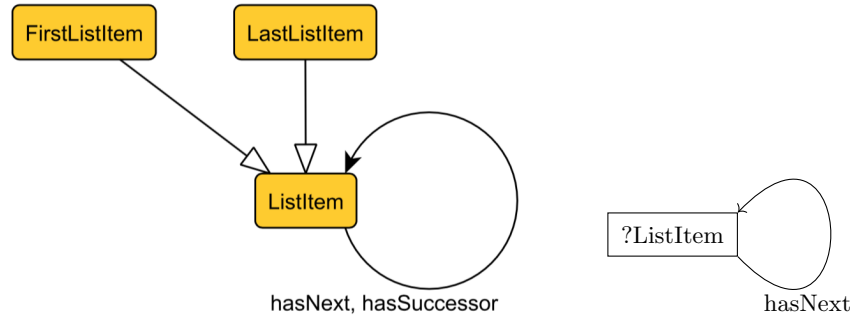 FirstListItem
LastListItem
ListItem
hasNext, hasSuccessor
?ListItem
hasNext